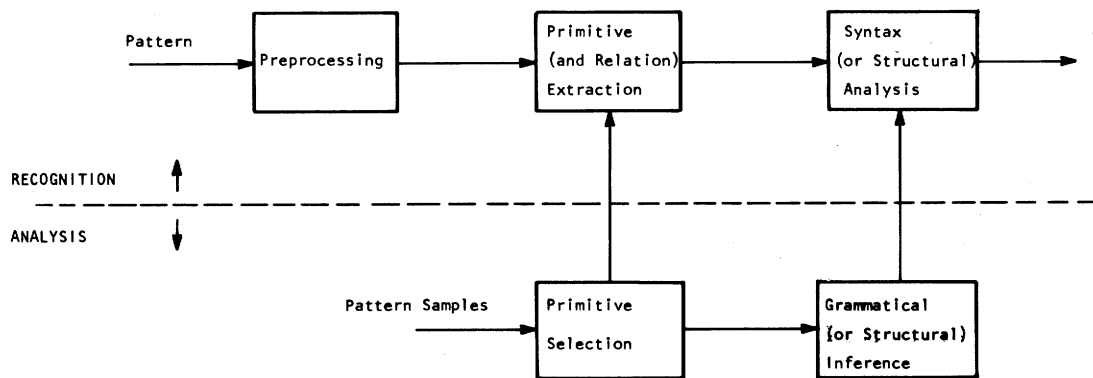 Pattern
Preprocessing
Primitive
(and Relation)
Extraction
Syntax
(or Structural)
Analysis
RECOGNITION
ANALYSIS
Pattern Samples
Primitive
Selection
Grammatical
(or Structural)
Inference